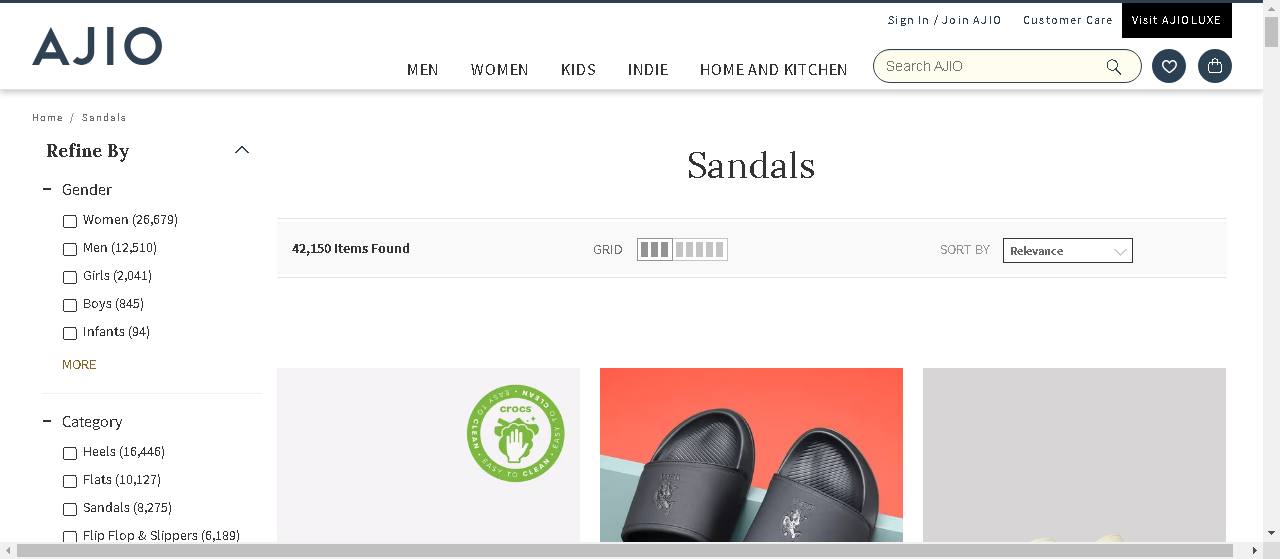 Sign In / Join AJIO
Customer Care
Visit AJIOLUXE
AJIO
MEN
WOMEN
KIDS
INDIE
HOME AND KITCHEN
Search AJIO
Home / Sandals
Refine By
Gender
Women (26,679)
Men (12,510)
Girls (2,041)
Boys (845)
Infants (94)
MORE
Category
Heels (16,446)
Flats (10,127)
Sandals (8,275)
Flip Flop & Slippers (6,189)
Sandals
42,150 Items Found
GRID
SORT BY
Relevance
EASY TO CLEAN • EASY TO CLEAN • EASY TO CLEAN •
crocs